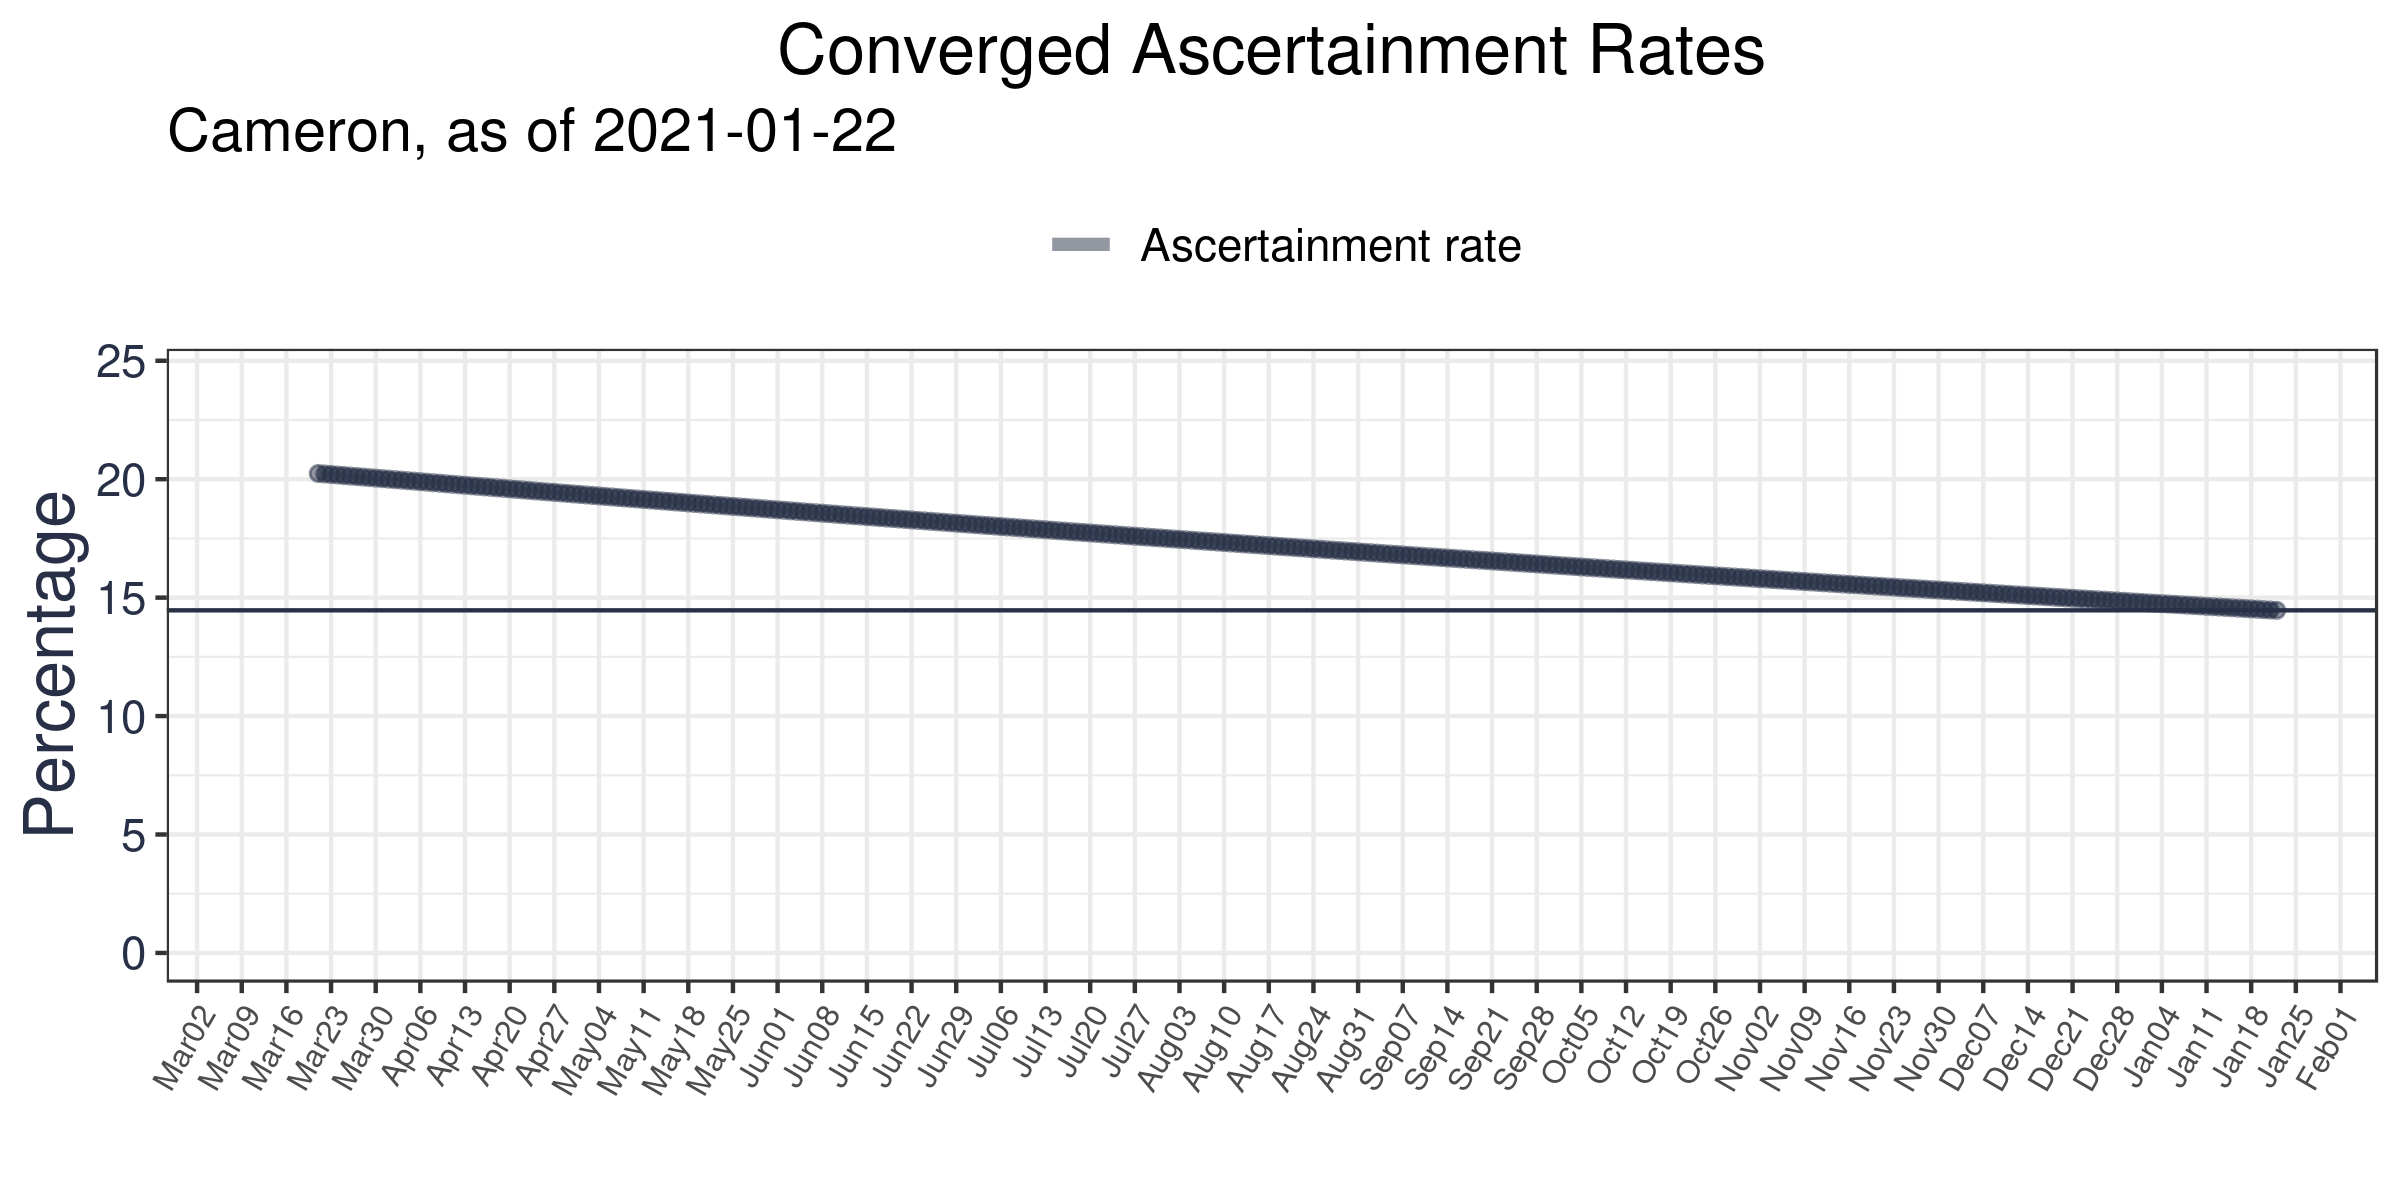 Converged Ascertainment Rates
Cameron, as of 2021-01-22
Ascertainment rate
Percentage
25
20
15
10
5
0
Mar02 Mar09 Mar16 Mar23 Mar30 Apr06 Apr13 Apr20 Apr27 May04 May11 May18 May25 Jun01 Jun08 Jun15 Jun22 Jun29 Jul06 Jul13 Jul20 Jul27 Aug03 Aug10 Aug17 Aug24 Aug31 Sep07 Sep14 Sep21 Sep28 Oct05 Oct12 Oct19 Oct26 Nov02 Nov09 Nov16 Nov23 Nov30 Dec07 Dec14 Dec21 Dec28 Jan04 Jan11 Jan18 Jan25 Feb01